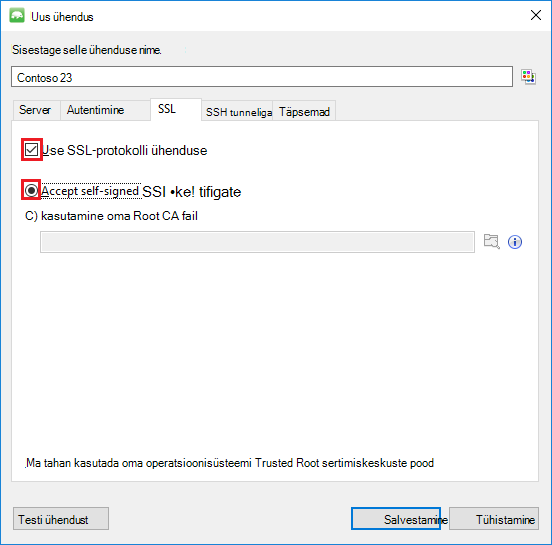 Uus ühendus
Sisestage selle ühenduse nime.
Contoso 23
Server Autentimine SSL SSH tunneliga Täpsemad
Use SSL-protokolli ühenduse
Accept self-signed SSI •ke! tifigate
C) kasutamine oma Root CA fail
Ma tahan kasutada oma operatsioonisüsteemi Trusted Root sertimiskeskuste pood
Testi ühendust Salvestamine Tühistamine